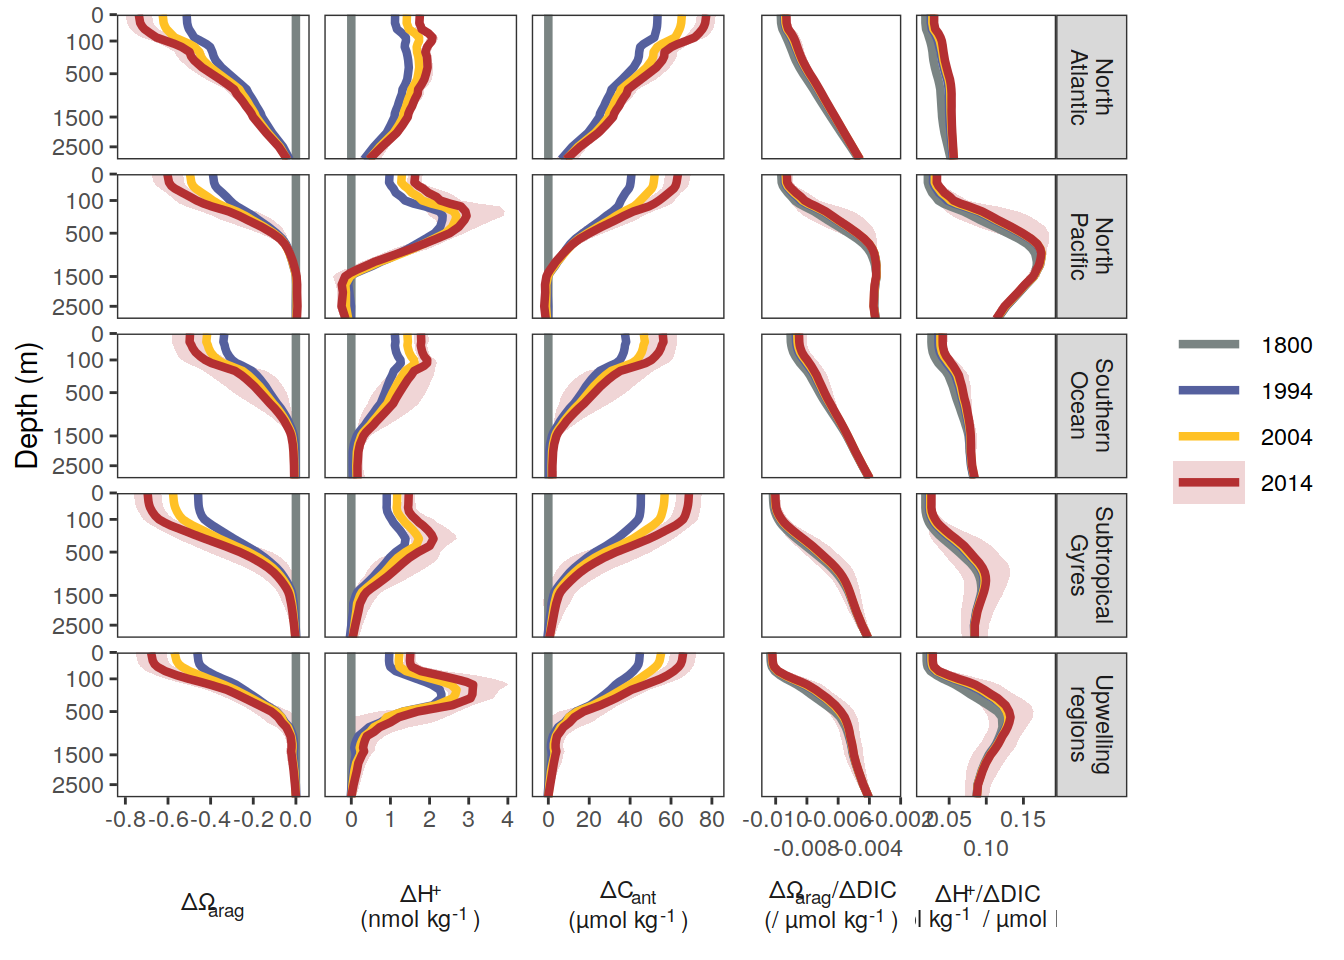 Depth (m)
0
100
500
1500
2500
North
Atlantic
0
100
500
1500
2500
North
Pacific
0
100
500
1500
2500
Southern
Ocean
0
100
500
1500
2500
Subtropical
Gyres
0
100
500
1500
2500
Upwelling
regions
1800
1994
2004
2014
-0.8 -0.6 -0.4 -0.2 0.0
0 1 2 3 4
0 20 40 60 80
-0.010 -0.006 -0.002
-0.008 -0.004
0.05 0.15
0.10
ΔΩarag
ΔH+
(nmol kg-1 )
ΔCant
(μmol kg-1 )
ΔΩarag/ΔDIC
(/ μmol kg-1 )
ΔH+/ΔDIC
l kg-1 / μmol